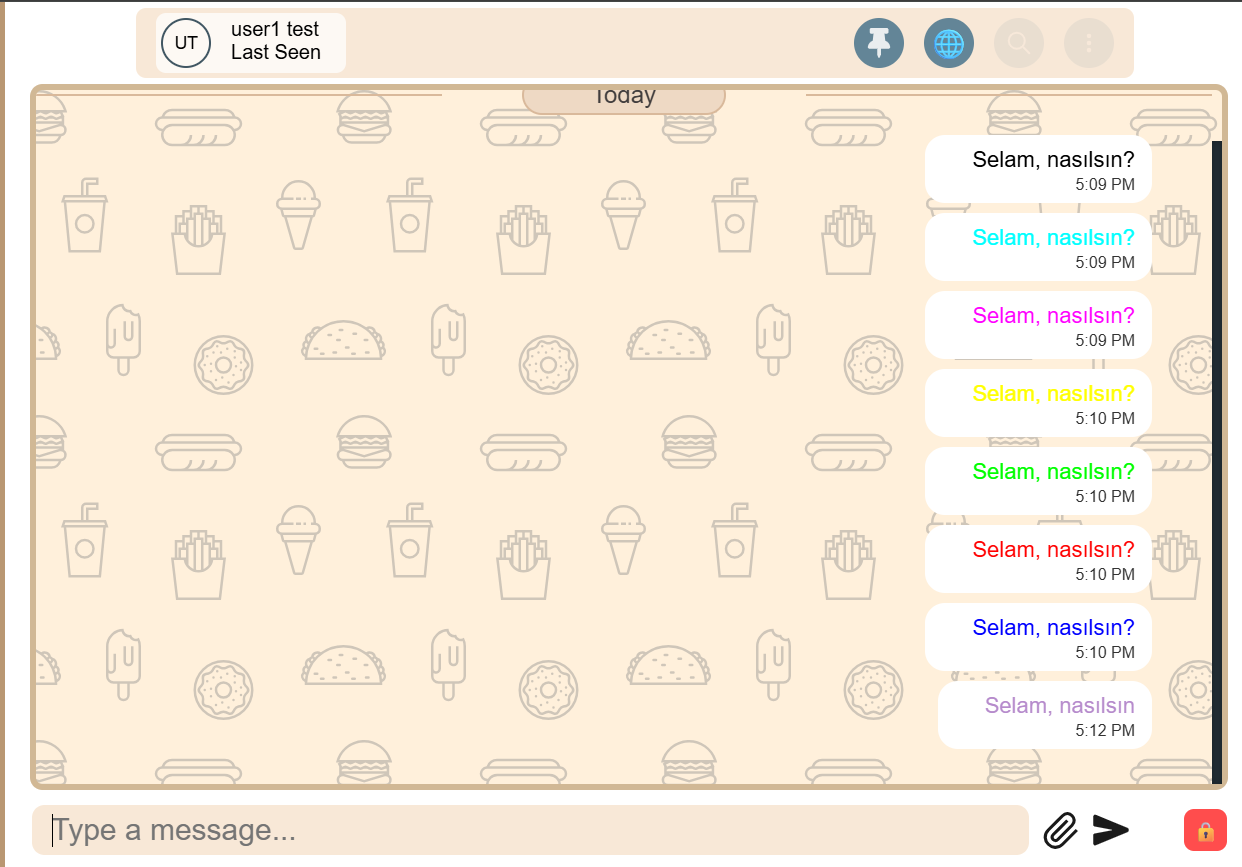 UT
user1 test
Last Seen
Today
Selam, nasılsın?
5:09 PM
Selam, nasılsın?
5:09 PM
Selam, nasılsın?
5:09 PM
Selam, nasılsın?
5:10 PM
Selam, nasılsın?
5:10 PM
Selam, nasılsın?
5:10 PM
Selam, nasılsın?
5:10 PM
Selam, nasılsın
5:12 PM
Type a message...